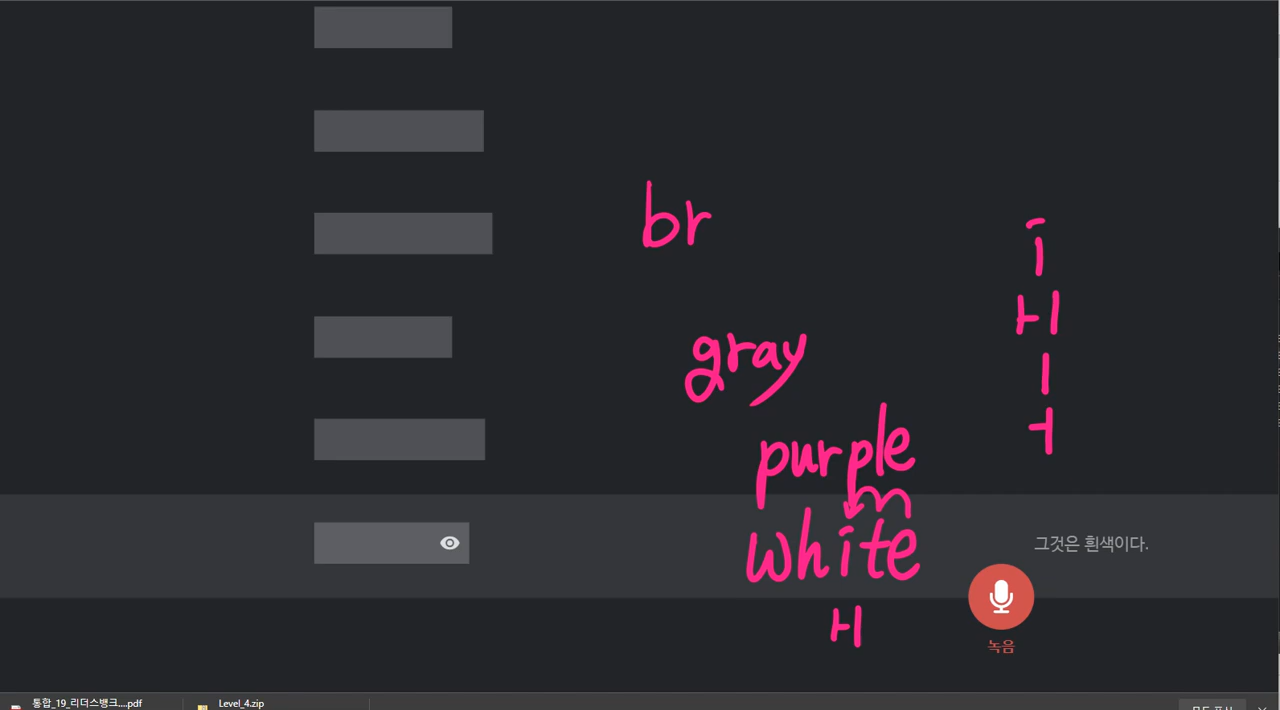 br
i
ㅐ
gray
ㅣ
ㅓ
purple
white
그것은 흰색이다.
ㅐ
녹음
통합_19_리더스뱅크....pdf
Level_4.zip